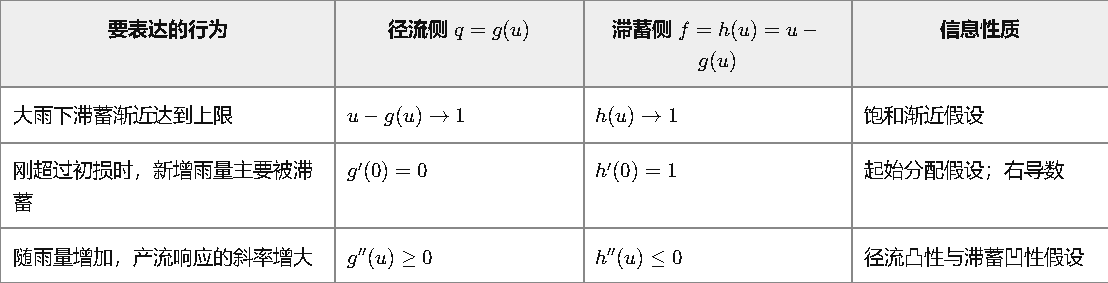 要表达的行为 径流侧 q = g(u) 滞蓄侧 f = h(u) = u − 信息性质
g(u)
大雨下滞蓄渐近达到上限 u − g(u) → 1 h(u) → 1 饱和渐近假设
刚超过初损时，新增雨量主要被滞 g′(0) = 0 h′(0) = 1 起始分配假设；右导数
蓄
随雨量增加，产流响应的斜率增大 g″(u) ≥ 0 h″(u) ≤ 0 径流凸性与滞蓄凹性假设